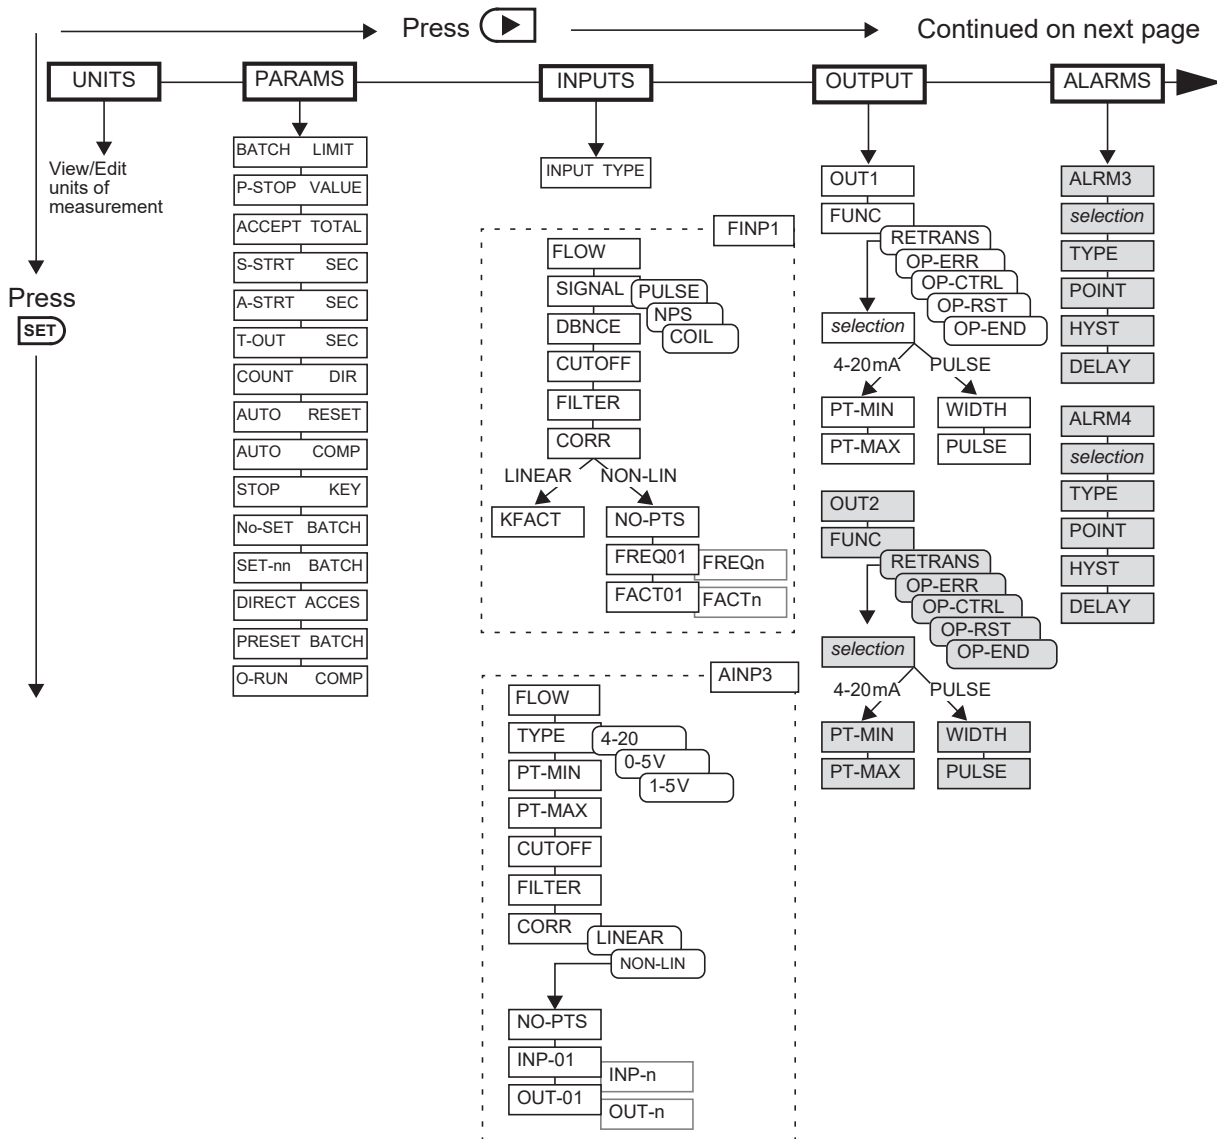 Press
Continued on next page
UNITS
PARAMS
INPUTS
OUTPUT
ALARMS
View/Edit
units of
measurement
Press
SET
BATCH LIMIT
P-STOP VALUE
ACCEPT TOTAL
S-STRT SEC
A-STRT SEC
T-OUT SEC
COUNT DIR
AUTO RESET
AUTO COMP
STOP KEY
No-SET BATCH
SET-nn BATCH
DIRECT ACCES
PRESET BATCH
O-RUN COMP
INPUT TYPE
FINP1
FLOW
SIGNAL
PULSE
NPS
COIL
DBNCE
CUTOFF
FILTER
CORR
LINEAR
NON-LIN
KFACT
NO-PTS
FREQ01
FREQn
FACT01
FACTn
AINP3
FLOW
TYPE
4-20
0-5V
1-5V
PT-MIN
PT-MAX
CUTOFF
FILTER
CORR
LINEAR
NON-LIN
NO-PTS
INP-01
INP-n
OUT-01
OUT-n
OUT1
FUNC
RETRANS
OP-ERR
OP-CTRL
OP-RST
OP-END
selection
4-20mA
PULSE
PT-MIN
PT-MAX
WIDTH
PULSE
OUT2
FUNC
RETRANS
OP-ERR
OP-CTRL
OP-RST
OP-END
selection
4-20mA
PULSE
PT-MIN
PT-MAX
WIDTH
PULSE
ALRM3
selection
TYPE
POINT
HYST
DELAY
ALRM4
selection
TYPE
POINT
HYST
DELAY